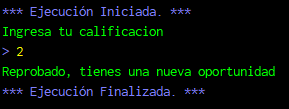 *** Ejecución Iniciada. ***
Ingresa tu calificacion
> 2
Reprobado, tienes una nueva oportunidad
*** Ejecución Finalizada. ***